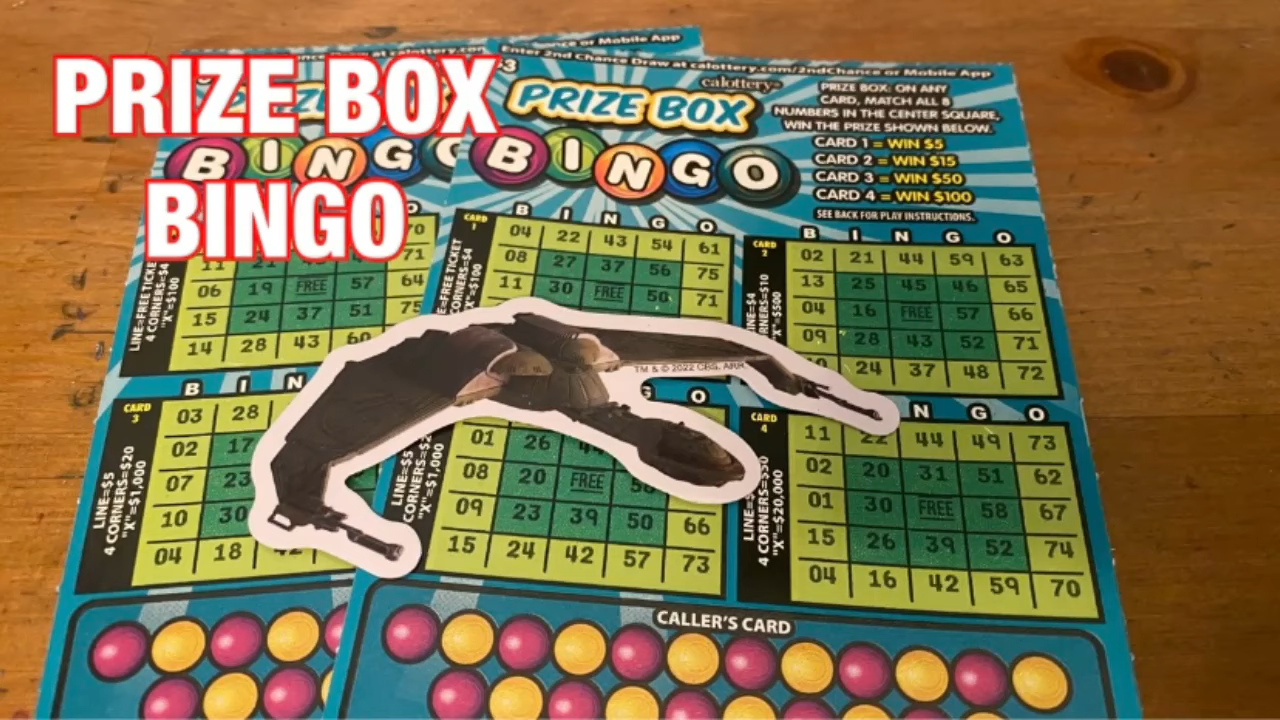 PRIZE BOX
BINGO
Enter 2nd Chance Draw at calottery.com/2ndChance or Mobile App
calottery
PRIZE BOX
BINGO
PRIZE BOX: ON ANY
CARD, MATCH ALL 8
NUMBERS IN THE CENTER SQUARE,
WIN THE PRIZE SHOWN BELOW.
CARD 1 = WIN $5
CARD 2 = WIN $15
CARD 3 = WIN $50
CARD 4 = WIN $100
SEE BACK FOR PLAY INSTRUCTIONS.
BING
71
06 19 FREE 57 64
15 24 37 51 75
14 28 43 60
LINE=FREE TICKET
4 CORNERS=$4
"X"=$100
CARD 1
B I N G O
04 22 43 54 61
08 27 37 56 75
11 30 FREE 50 71
CARD 2
B I N G O
02 21 44 59 63
13 25 45 46 65
04 16 FREE 57 66
09 28 43 52 71
24 37 48 72
TM & © 2022 CBS. ARR.
B I N
CARD 3
03 28
02 17
07 23
10 30
04 18 42
LINE=$5
4 CORNERS=$20
"X"=$1,000
G O
01 26
08 20 FREE
09 23 39 50 66
15 24 42 57 73
N G O
CARD 4
11 22 44 49 73
02 20 31 51 62
01 30 FREE 58 67
15 26 39 52 74
04 16 42 59 70
4 CORNERS=$50
"X"=$20,000
CALLER'S CARD